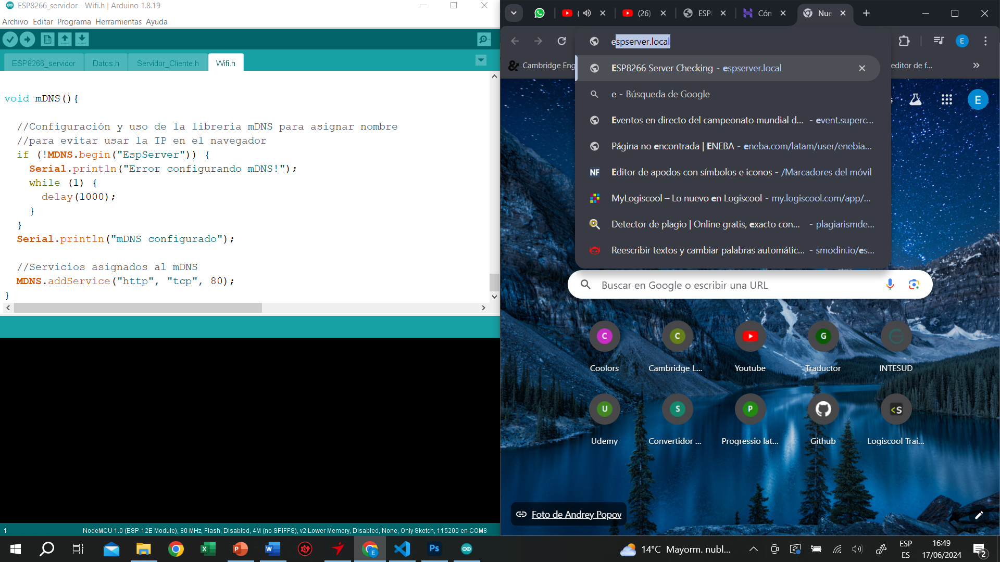 ESP8266_servidor - Wifi.h | Arduino 1.8.19
Archivo Editar Programa Herramientas Ayuda
ESP8266_servidor Datos.h Servidor_Cliente.h Wifi.h
void mDNS(){
//Configuración y uso de la libreria mDNS para asignar nombre
//para evitar usar la IP en el navegador
if (!MDNS.begin("EspServer")) {
Serial.println("Error configurando mDNS!");
while (1) {
delay(1000);
}
}
Serial.println("mDNS configurado");
//Servicios asignados al mDNS
MDNS.addService("http", "tcp", 80);
}
1
NodeMCU 1.0 (ESP-12E Module), 80 MHz, Flash, Disabled, 4M (no SPIFFS), v2 Lower Memory, Disabled, None, Only Sketch, 115200 en COM8
( (26) ESP Cón Nue
espserver.local
E
Cambridge Eng
editor de f...
ESP8266 Server Checking - espserver.local
e - Búsqueda de Google
Eventos en directo del campeonato mundial d... - event.superc...
Página no encontrada | ENEBA - eneba.com/latam/user/enebia...
NF Editor de apodos con símbolos e iconos - /Marcadores del móvil
MyLogiscool – Lo nuevo en Logiscool - my.logiscool.com/app/...
Detector de plagio | Online gratis, exacto con... - plagiarismde...
Reescribir textos y cambiar palabras automátic... - smodin.io/es...
E
Buscar en Google o escribir una URL
C C G
Coolors Cambridge L... Youtube Traductor INTESUD
U S P <S
Udemy Convertidor ... Progressio lat... Github Logiscool Trai...
Foto de Andrey Popov
14°C Mayorm. nubl...
ESP
ES
16:49
17/06/2024
2